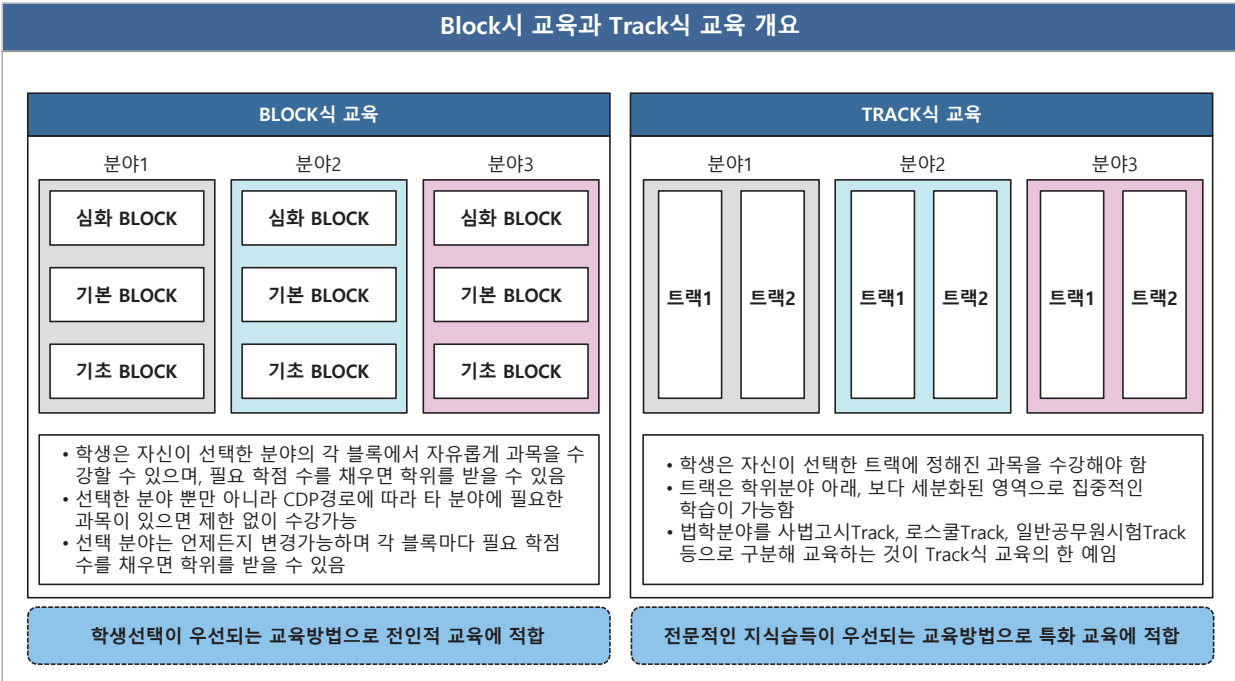 Block시 교육과 Track식 교육 개요
BLOCK식 교육
분야1
분야2
분야3
심화 BLOCK
심화 BLOCK
심화 BLOCK
기본 BLOCK
기본 BLOCK
기본 BLOCK
기초 BLOCK
기초 BLOCK
기초 BLOCK
• 학생은 자신이 선택한 분야의 각 블록에서 자유롭게 과목을 수
강할 수 있으며, 필요 학점 수를 채우면 학위를 받을 수 있음
• 선택한 분야 뿐만 아니라 CDP경로에 따라 타 분야에 필요한
과목이 있으면 제한 없이 수강가능
• 선택 분야는 언제든지 변경가능하며 각 블록마다 필요 학점
수를 채우면 학위를 받을 수 있음
학생선택이 우선되는 교육방법으로 전인적 교육에 적합
TRACK식 교육
분야1
분야2
분야3
트랙1
트랙2
트랙1
트랙2
트랙1
트랙2
• 학생은 자신이 선택한 트랙에 정해진 과목을 수강해야 함
• 트랙은 학위분야 아래, 보다 세분화된 영역으로 집중적인
학습이 가능함
• 법학분야를 사법고시Track, 로스쿨Track, 일반공무원시험Track
등으로 구분해 교육하는 것이 Track식 교육의 한 예임
전문적인 지식습득이 우선되는 교육방법으로 특화 교육에 적합